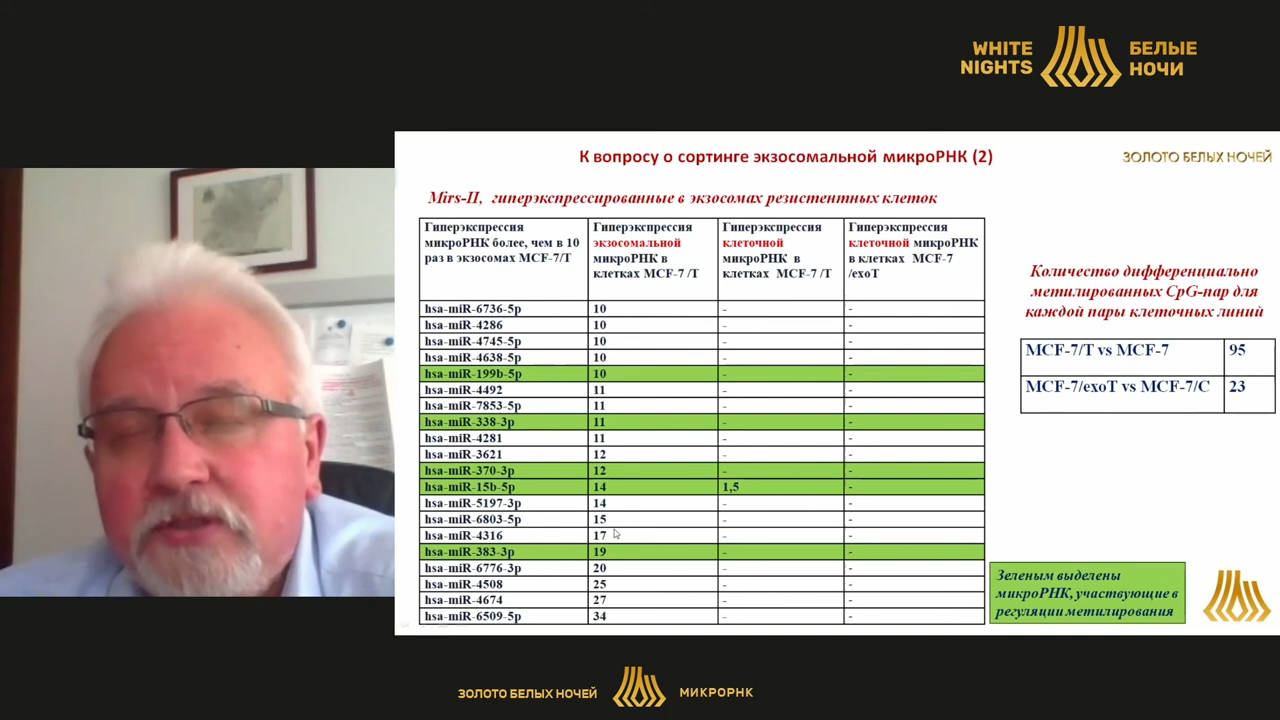 WHITE
NIGHTS
БЕЛЫЕ
НОЧИ
К вопросу о сортинге экзосомальной микроРНК (2)
ЗОЛОТО БЕЛЫХ НОЧЕЙ
Mirs-II, гиперэкспрессированные в экзосомах резистентных клеток
Гиперэкспрессия
микроРНК более, чем в 10
раз в экзосомах MCF-7/T
Гиперэкспрессия
экзосомальной
микроРНК в
клетках MCF-7 /T
Гиперэкспрессия
клеточной
микроРНК в
клетках MCF-7 /T
Гиперэкспрессия
клеточной микроРНК
в клетках MCF-7
/exoT
hsa-miR-6736-5p 10 - -
hsa-miR-4286 10 - -
hsa-miR-4745-5p 10 - -
hsa-miR-4638-5p 10 - -
hsa-miR-199b-5p 10 - -
hsa-miR-4492 11 - -
hsa-miR-7853-5p 11 - -
hsa-miR-338-3p 11 - -
hsa-miR-4281 11 - -
hsa-miR-3621 12 - -
hsa-miR-370-3p 12 - -
hsa-miR-15b-5p 14 1,5 -
hsa-miR-5197-3p 14 - -
hsa-miR-6803-5p 15 - -
hsa-miR-4316 17 - -
hsa-miR-383-3p 19 - -
hsa-miR-6776-3p 20 - -
hsa-miR-4508 25 - -
hsa-miR-4674 27 - -
hsa-miR-6509-5p 34 - -
Количество дифференциально
метилированных CpG-пар для
каждой пары клеточных линий
MCF-7/T vs MCF-7 95
MCF-7/exoT vs MCF-7/C 23
Зеленым выделены
микроРНК, участвующие в
регуляции метилирования
ЗОЛОТО БЕЛЫХ НОЧЕЙ
МИКРОРНК